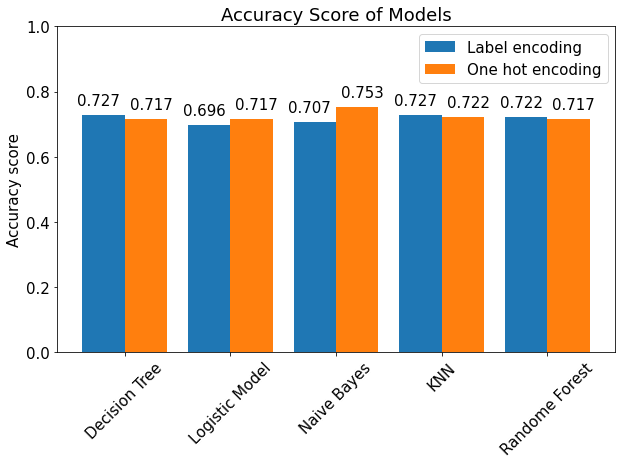 Accuracy Score of Models
Label encoding
One hot encoding
Accuracy score
1.0
0.8
0.6
0.4
0.2
0.0
0.727
0.717
0.696
0.717
0.707
0.753
0.727
0.722
0.722
0.717
Decision Tree
Logistic Model
Naive Bayes
KNN
Randome Forest